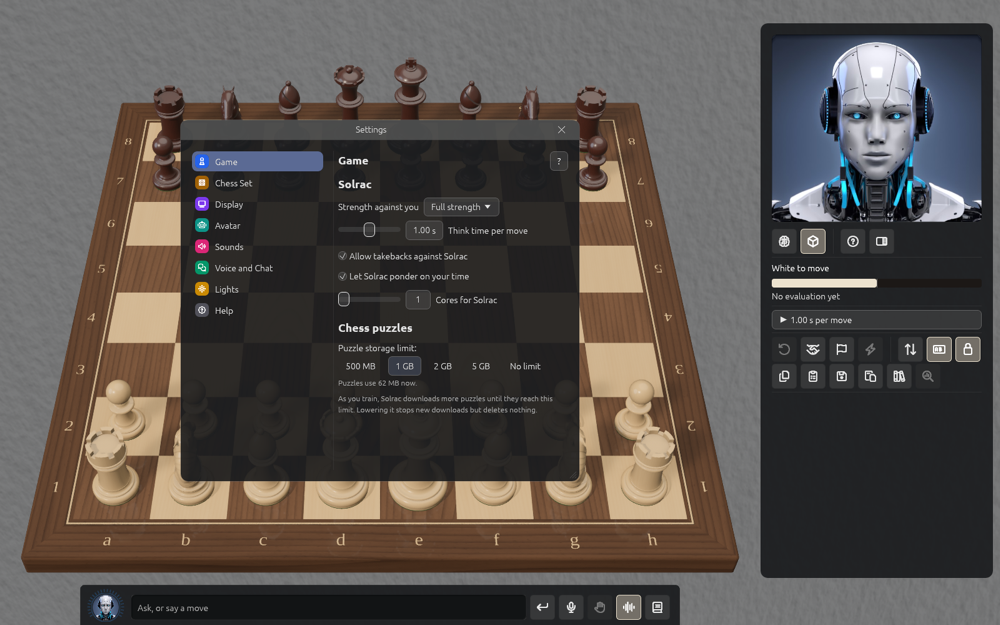 Settings
Game
Chess Set
Display
Avatar
Sounds
Voice and Chat
Lights
Help
Game
?
Solrac
Strength against you Full strength
1.00 s Think time per move
Allow takebacks against Solrac
Let Solrac ponder on your time
1 Cores for Solrac
Chess puzzles
Puzzle storage limit:
500 MB 1 GB 2 GB 5 GB No limit
Puzzles use 62 MB now.
As you train, Solrac downloads more puzzles until they reach this
limit. Lowering it stops new downloads but deletes nothing.
8 8
7 7
6 6
5 5
4 4
3 3
2 2
1 1
a b c d e f g h
White to move
No evaluation yet
1.00 s per move
Ask, or say a move